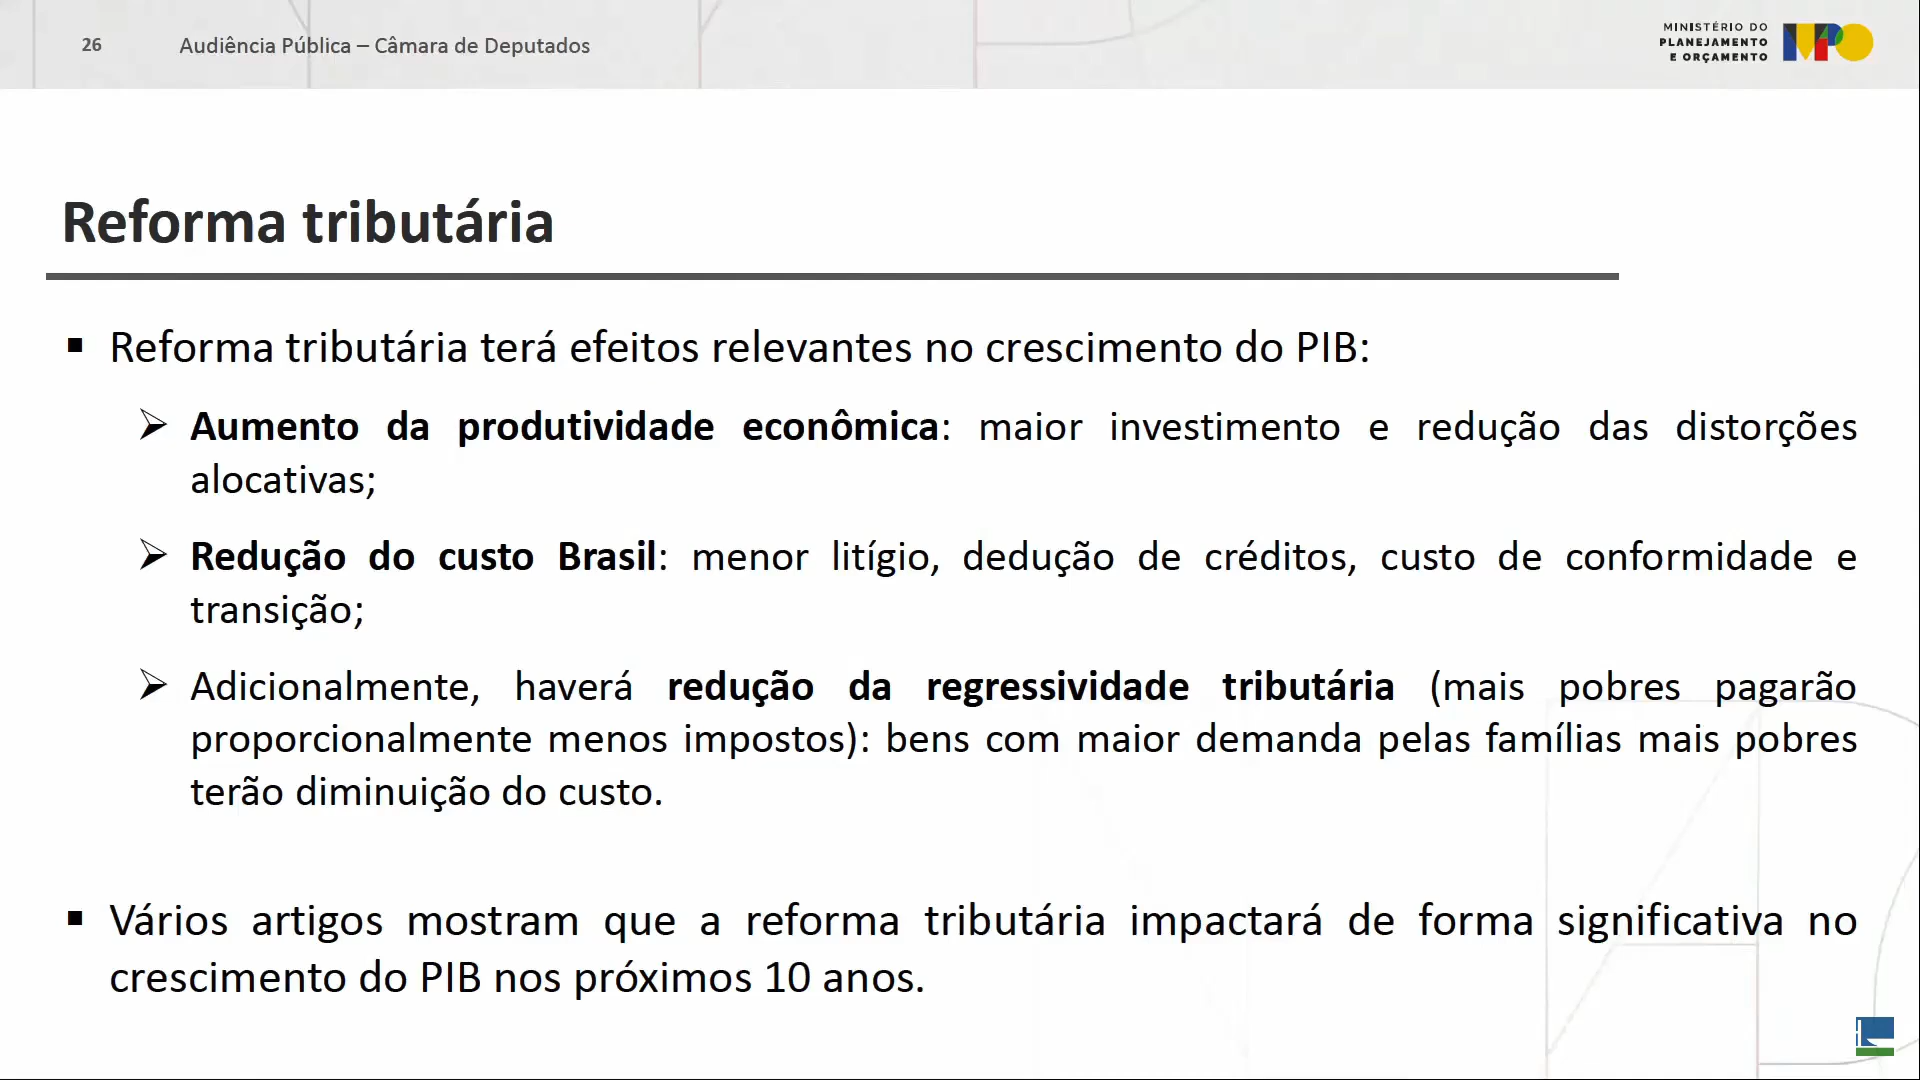 26
Audiência Pública – Câmara de Deputados
MINISTÉRIO DO
PLANEJAMENTO
E ORÇAMENTO
MPO
Reforma tributária
▪ Reforma tributária terá efeitos relevantes no crescimento do PIB:
➢ Aumento da produtividade econômica: maior investimento e redução das distorções
alocativas;
➢ Redução do custo Brasil: menor litígio, dedução de créditos, custo de conformidade e
transição;
➢ Adicionalmente, haverá redução da regressividade tributária (mais pobres pagarão
proporcionalmente menos impostos): bens com maior demanda pelas famílias mais pobres
terão diminuição do custo.
▪ Vários artigos mostram que a reforma tributária impactará de forma significativa no
crescimento do PIB nos próximos 10 anos.